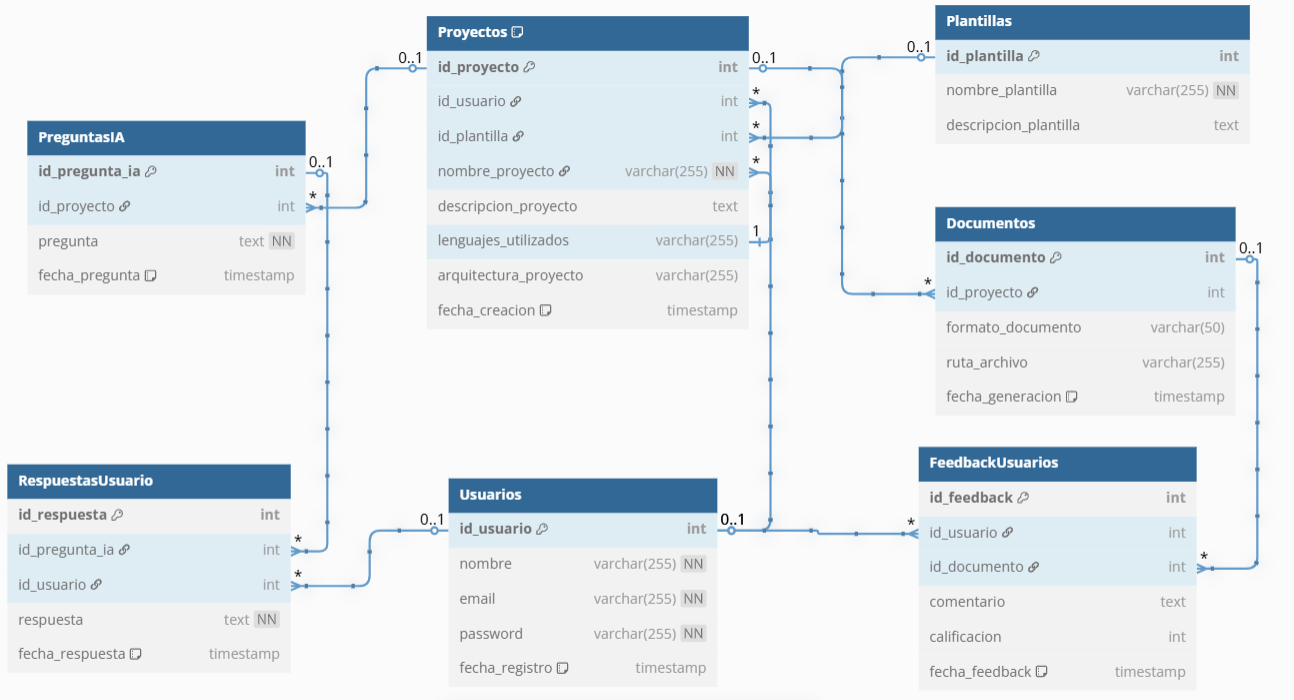 Proyectos
id_proyecto int
id_usuario int
id_plantilla int
nombre_proyecto varchar(255) NN
descripcion_proyecto text
lenguajes_utilizados varchar(255)
arquitectura_proyecto varchar(255)
fecha_creacion timestamp
0..1
0..1
*
*
*
1
Plantillas
id_plantilla int
nombre_plantilla varchar(255) NN
descripcion_plantilla text
0..1
PreguntasIA
id_pregunta_ia int
id_proyecto int
pregunta text NN
fecha_pregunta timestamp
0..1
*
Documentos
id_documento int
id_proyecto int
formato_documento varchar(50)
ruta_archivo varchar(255)
fecha_generacion timestamp
0..1
*
RespuestasUsuario
id_respuesta int
id_pregunta_ia int
id_usuario int
respuesta text NN
fecha_respuesta timestamp
*
*
Usuarios
id_usuario int
nombre varchar(255) NN
email varchar(255) NN
password varchar(255) NN
fecha_registro timestamp
0..1
0..1
FeedbackUsuarios
id_feedback int
id_usuario int
id_documento int
comentario text
calificacion int
fecha_feedback timestamp
*
*